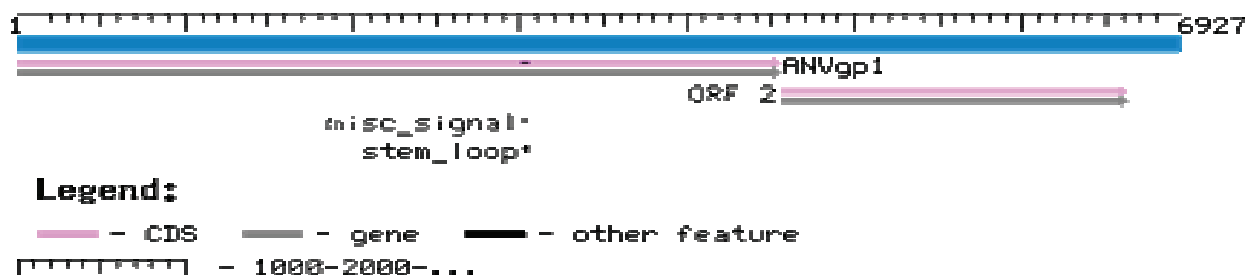 1 6927
ANVgp1
ORF 2
misc_signal
stem_loop
Legend:
- CDS - gene - other feature
- 1000-2000-...